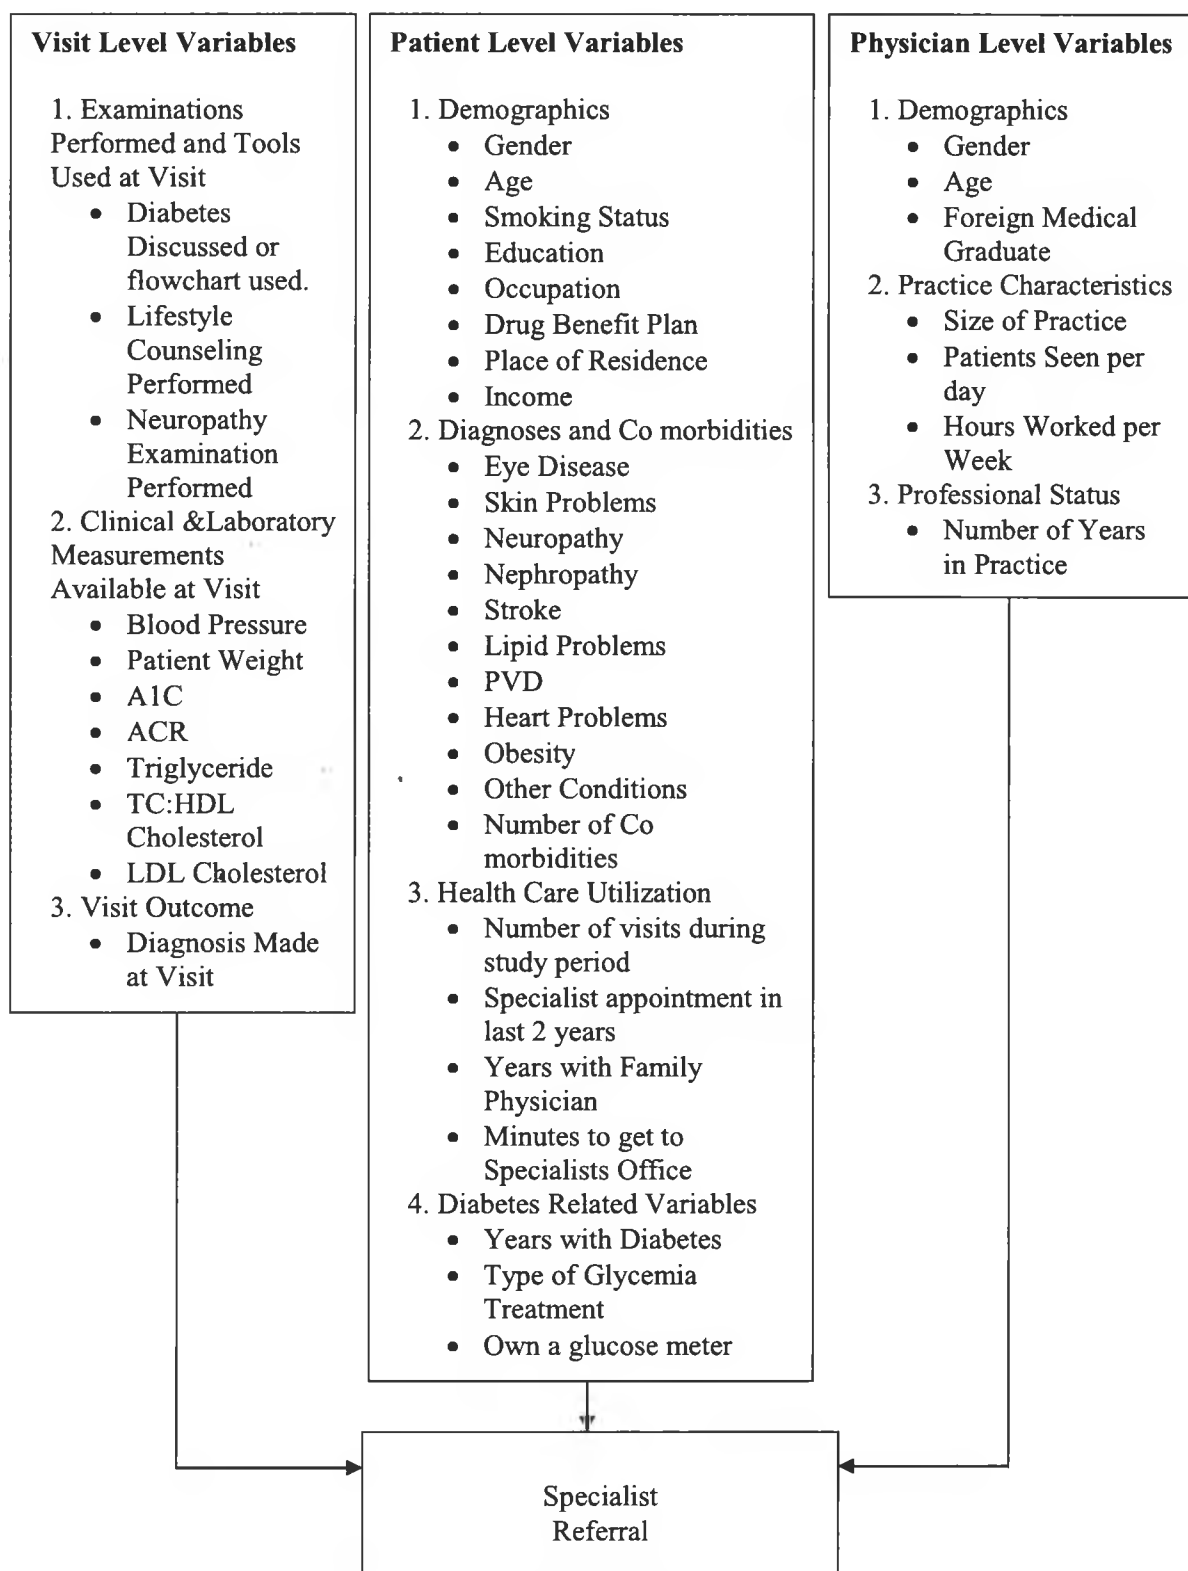 Visit Level Variables
1. Examinations
Performed and Tools
Used at Visit
• Diabetes
Discussed or
flowchart used.
• Lifestyle
Counseling
Performed
• Neuropathy
Examination
Performed
2. Clinical &Laboratory
Measurements
Available at Visit
• Blood Pressure
• Patient Weight
• A1C
• ACR
• Triglyceride
• TC:HDL
Cholesterol
• LDL Cholesterol
3. Visit Outcome
• Diagnosis Made
at Visit
Patient Level Variables
1. Demographics
• Gender
• Age
• Smoking Status
• Education
• Occupation
• Drug Benefit Plan
• Place of Residence
• Income
2. Diagnoses and Co morbidities
• Eye Disease
• Skin Problems
• Neuropathy
• Nephropathy
• Stroke
• Lipid Problems
• PVD
• Heart Problems
• Obesity
• Other Conditions
• Number of Co
morbidities
3. Health Care Utilization
• Number of visits during
study period
• Specialist appointment in
last 2 years
• Years with Family
Physician
• Minutes to get to
Specialists Office
4. Diabetes Related Variables
• Years with Diabetes
• Type of Glycemia
Treatment
• Own a glucose meter
Physician Level Variables
1. Demographics
• Gender
• Age
• Foreign Medical
Graduate
2. Practice Characteristics
• Size of Practice
• Patients Seen per
day
• Hours Worked per
Week
3. Professional Status
• Number of Years
in Practice
Specialist
Referral